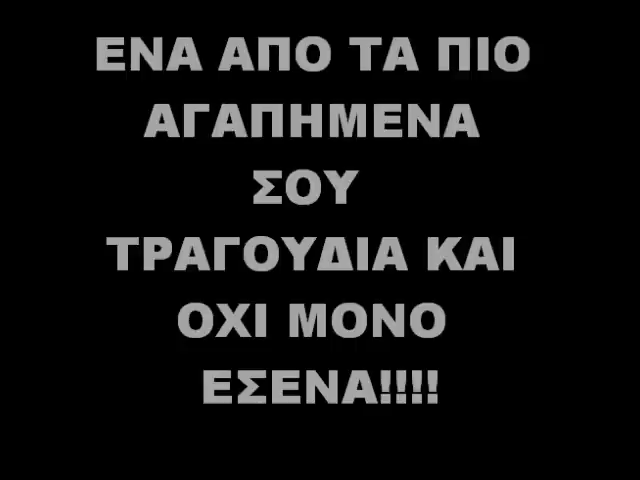 ΕΝΑ ΑΠΟ ΤΑ ΠΙΟ
ΑΓΑΠΗΜΕΝΑ
ΣΟΥ
ΤΡΑΓΟΥΔΙΑ ΚΑΙ
ΟΧΙ ΜΟΝΟ
ΕΣΕΝΑ!!!!